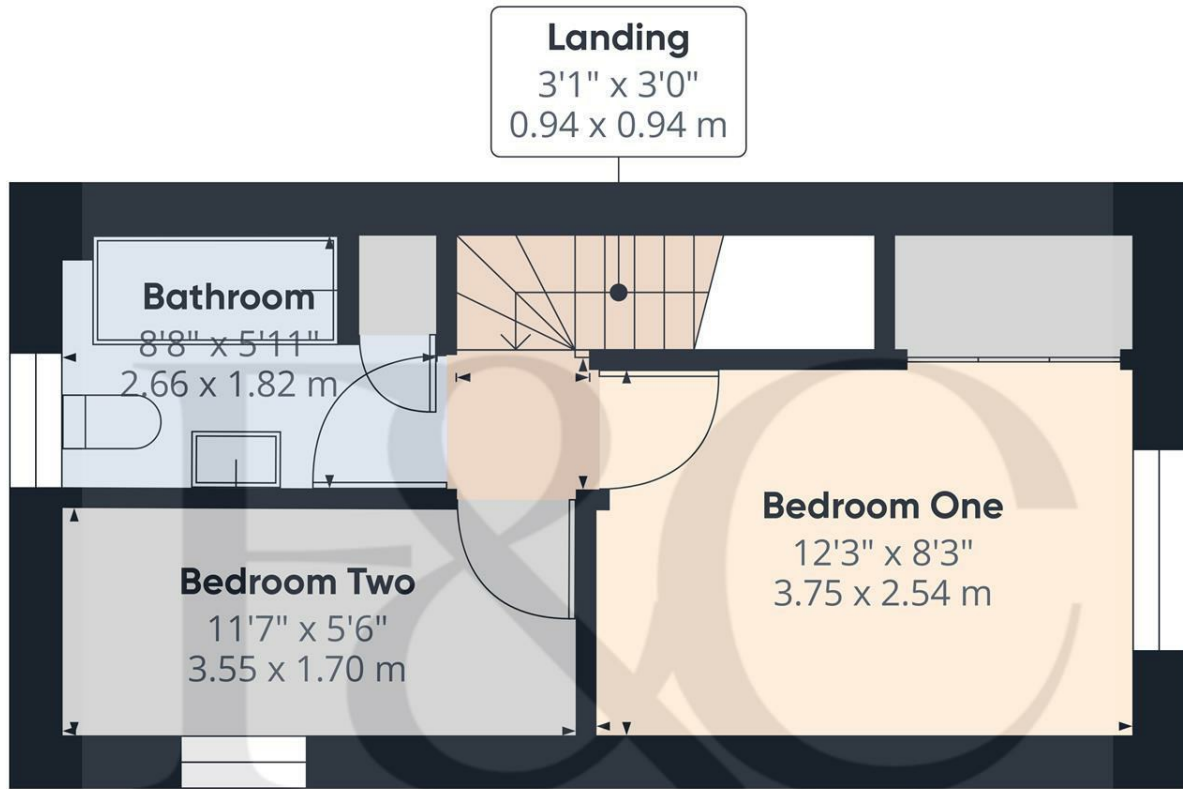 Landing
3'1" x 3'0"
0.94 x 0.94 m
Bathroom
8'8" x 5'11"
2.66 x 1.82 m
Bedroom One
12'3" x 8'3"
3.75 x 2.54 m
Bedroom Two
11'7" x 5'6"
3.55 x 1.70 m
F&C